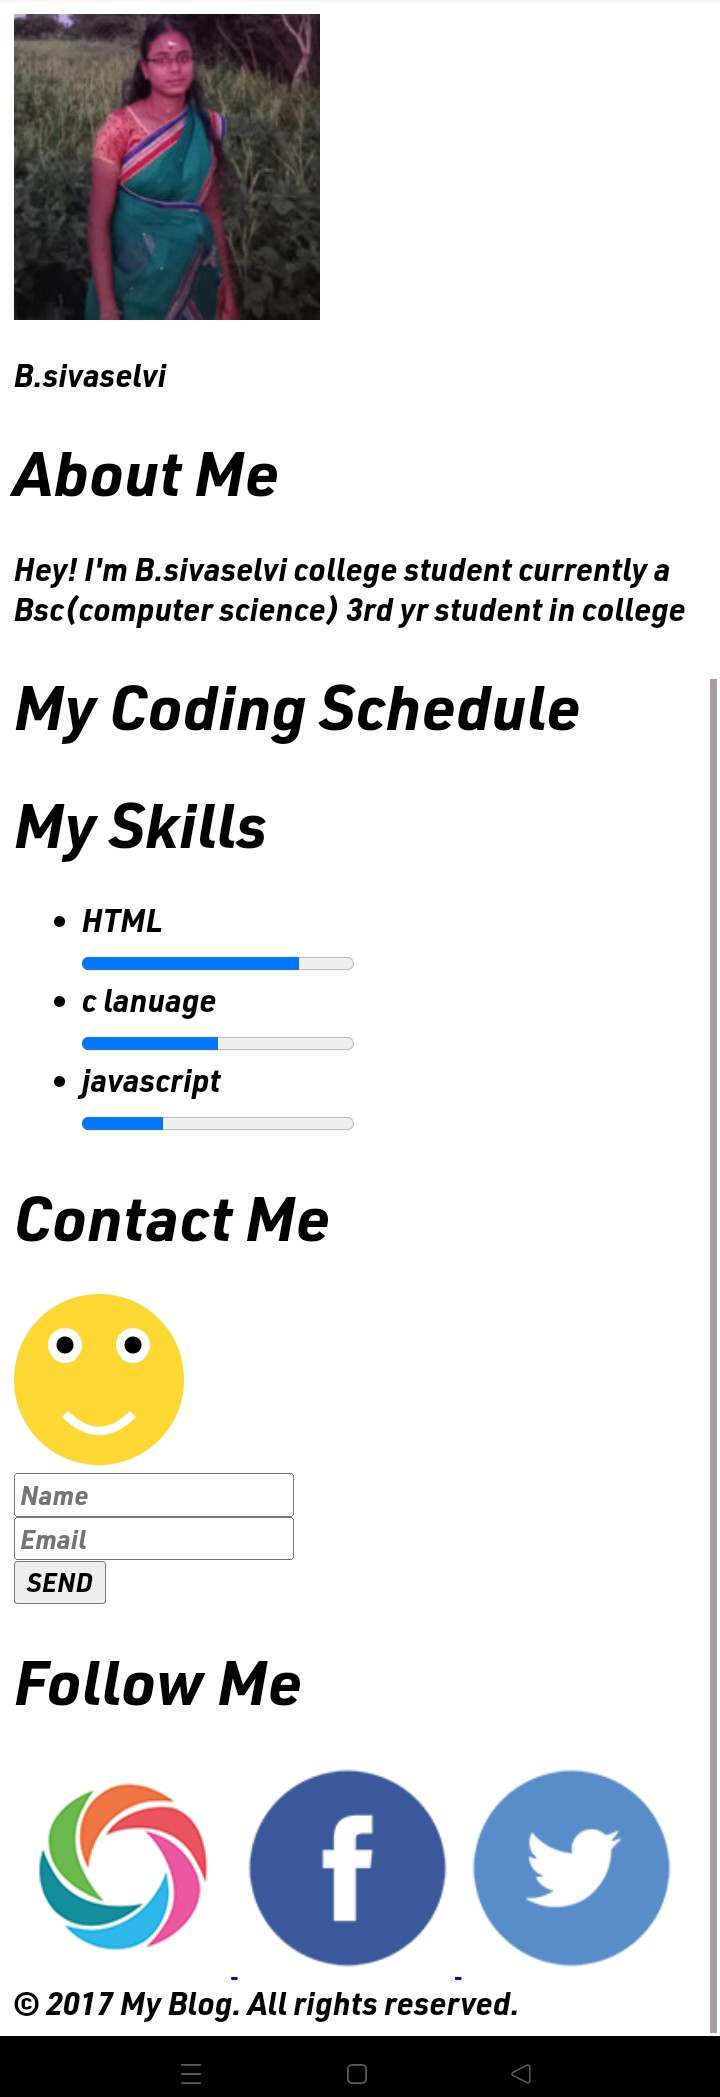 B.sivaselvi
About Me
Hey! I'm B.sivaselvi college student currently a
Bsc(computer science) 3rd yr student in college
My Coding Schedule
My Skills
HTML
c lanuage
javascript
Contact Me
Name
Email
SEND
Follow Me
© 2017 My Blog. All rights reserved.